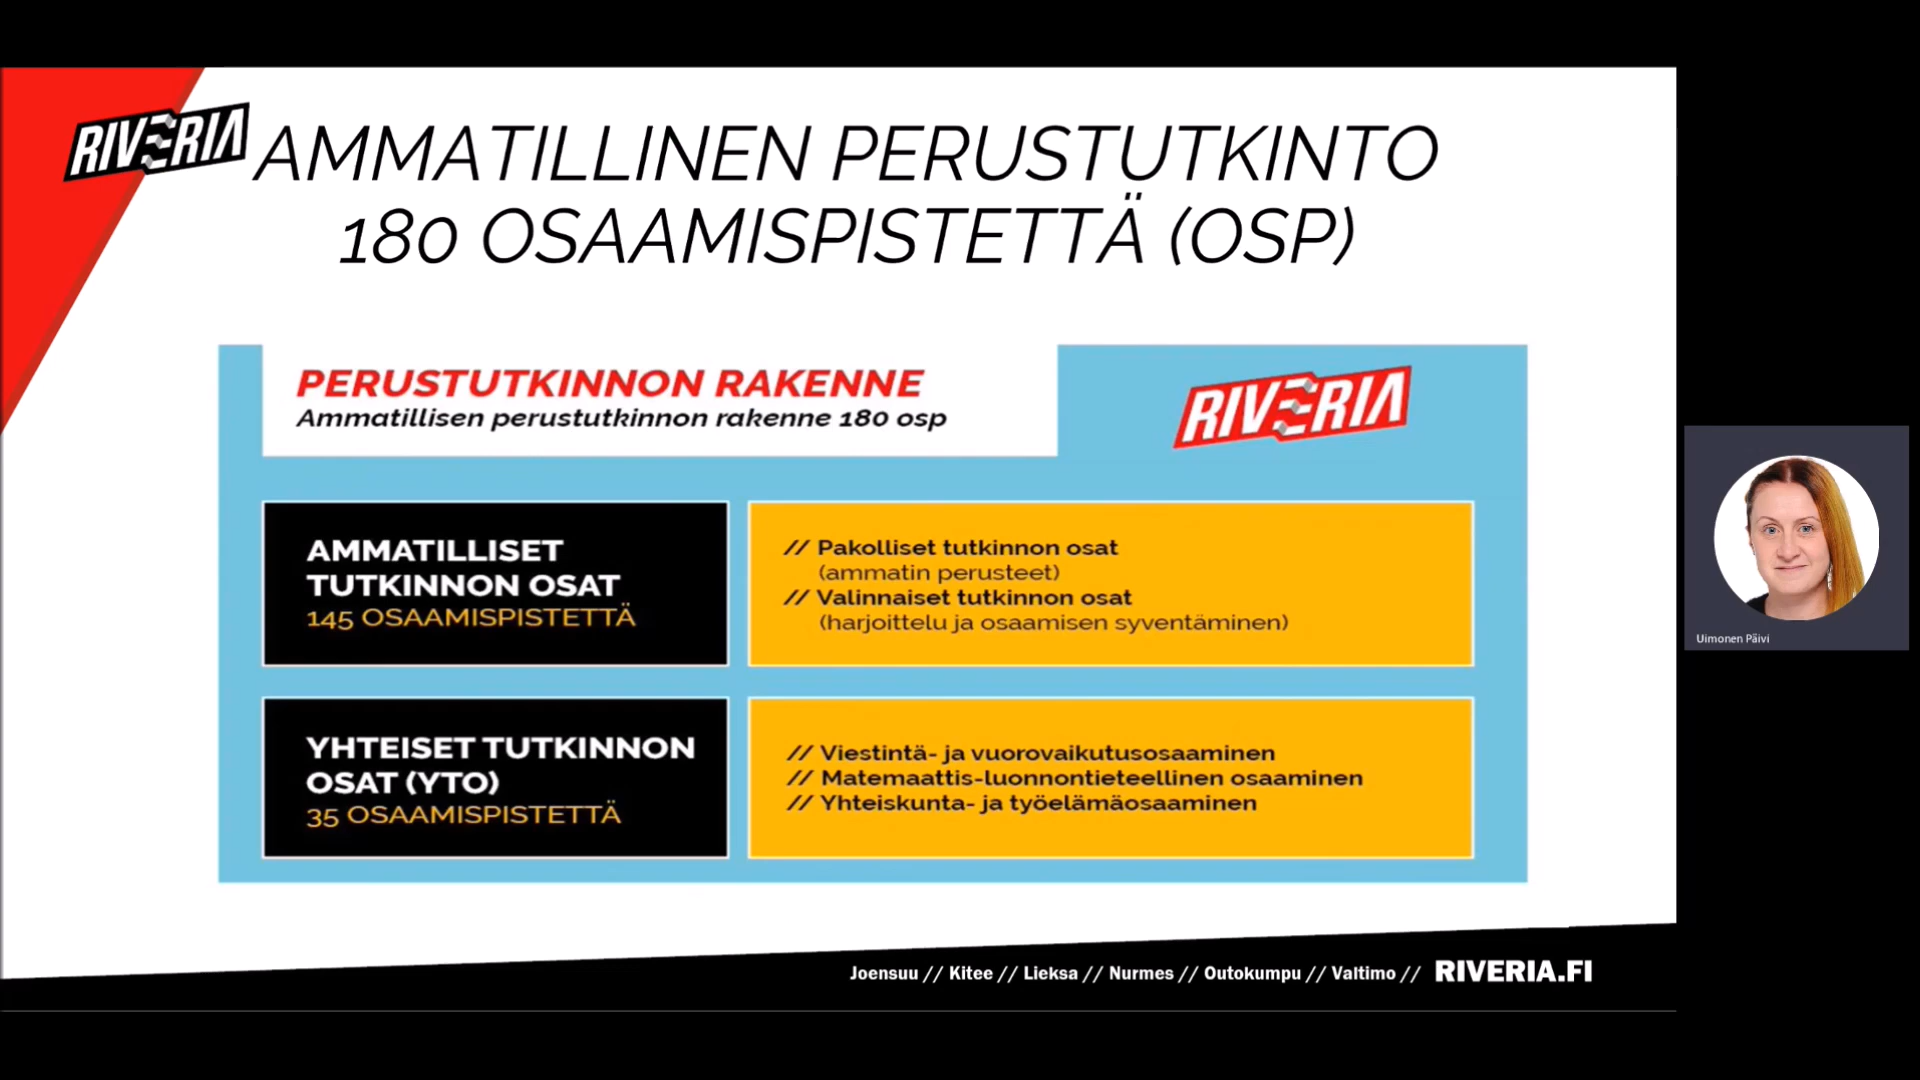 RIVERIA
AMMATILLINEN PERUSTUTKINTO
180 OSAAMISPISTETTÄ (OSP)
PERUSTUTKINNON RAKENNE
Ammatillisen perustutkinnon rakenne 180 osp
RIVERIA
AMMATILLISET
TUTKINNON OSAT
145 OSAAMISPISTETTÄ
// Pakolliset tutkinnon osat
(ammatin perusteet)
// Valinnaiset tutkinnon osat
(harjoittelu ja osaamisen syventäminen)
YHTEISET TUTKINNON
OSAT (YTO)
35 OSAAMISPISTETTÄ
// Viestintä- ja vuorovaikutusosaaminen
// Matemaattis-luonnontieteellinen osaaminen
// Yhteiskunta- ja työelämäosaaminen
Uimonen Päivi
Joensuu // Kitee // Lieksa // Nurmes // Outokumpu // Valtimo // RIVERIA.FI